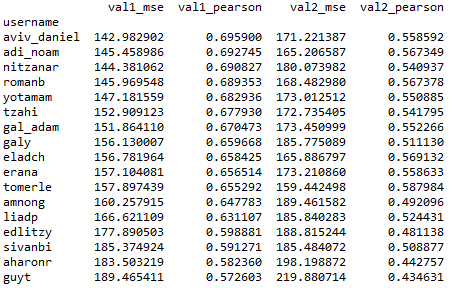 val1_mse val1_pearson val2_mse val2_pearson
username
aviv_daniel 142.982902 0.695900 171.221387 0.558592
adi_noam 145.458986 0.692745 165.206587 0.567349
nitzanar 144.381062 0.690827 180.073982 0.540937
romanb 145.969548 0.689353 168.482980 0.567378
yotamam 147.181559 0.682936 173.012512 0.550885
tzahi 152.909123 0.677930 172.735405 0.541795
gal_adam 151.864110 0.670473 173.450999 0.552266
galy 156.130007 0.659668 185.775089 0.511130
eladch 156.781964 0.658425 165.886797 0.569132
erana 157.104081 0.656514 173.210860 0.558633
tomerle 157.897439 0.655292 159.442498 0.587984
amnong 160.257915 0.647783 189.461582 0.492096
liadp 166.621109 0.631107 185.840283 0.524431
edlitzy 177.890503 0.598881 188.815244 0.481138
sivanbi 185.374924 0.591271 185.484072 0.508877
aharonr 183.503219 0.582360 198.198872 0.442757
guyt 189.465411 0.572603 219.880714 0.434631